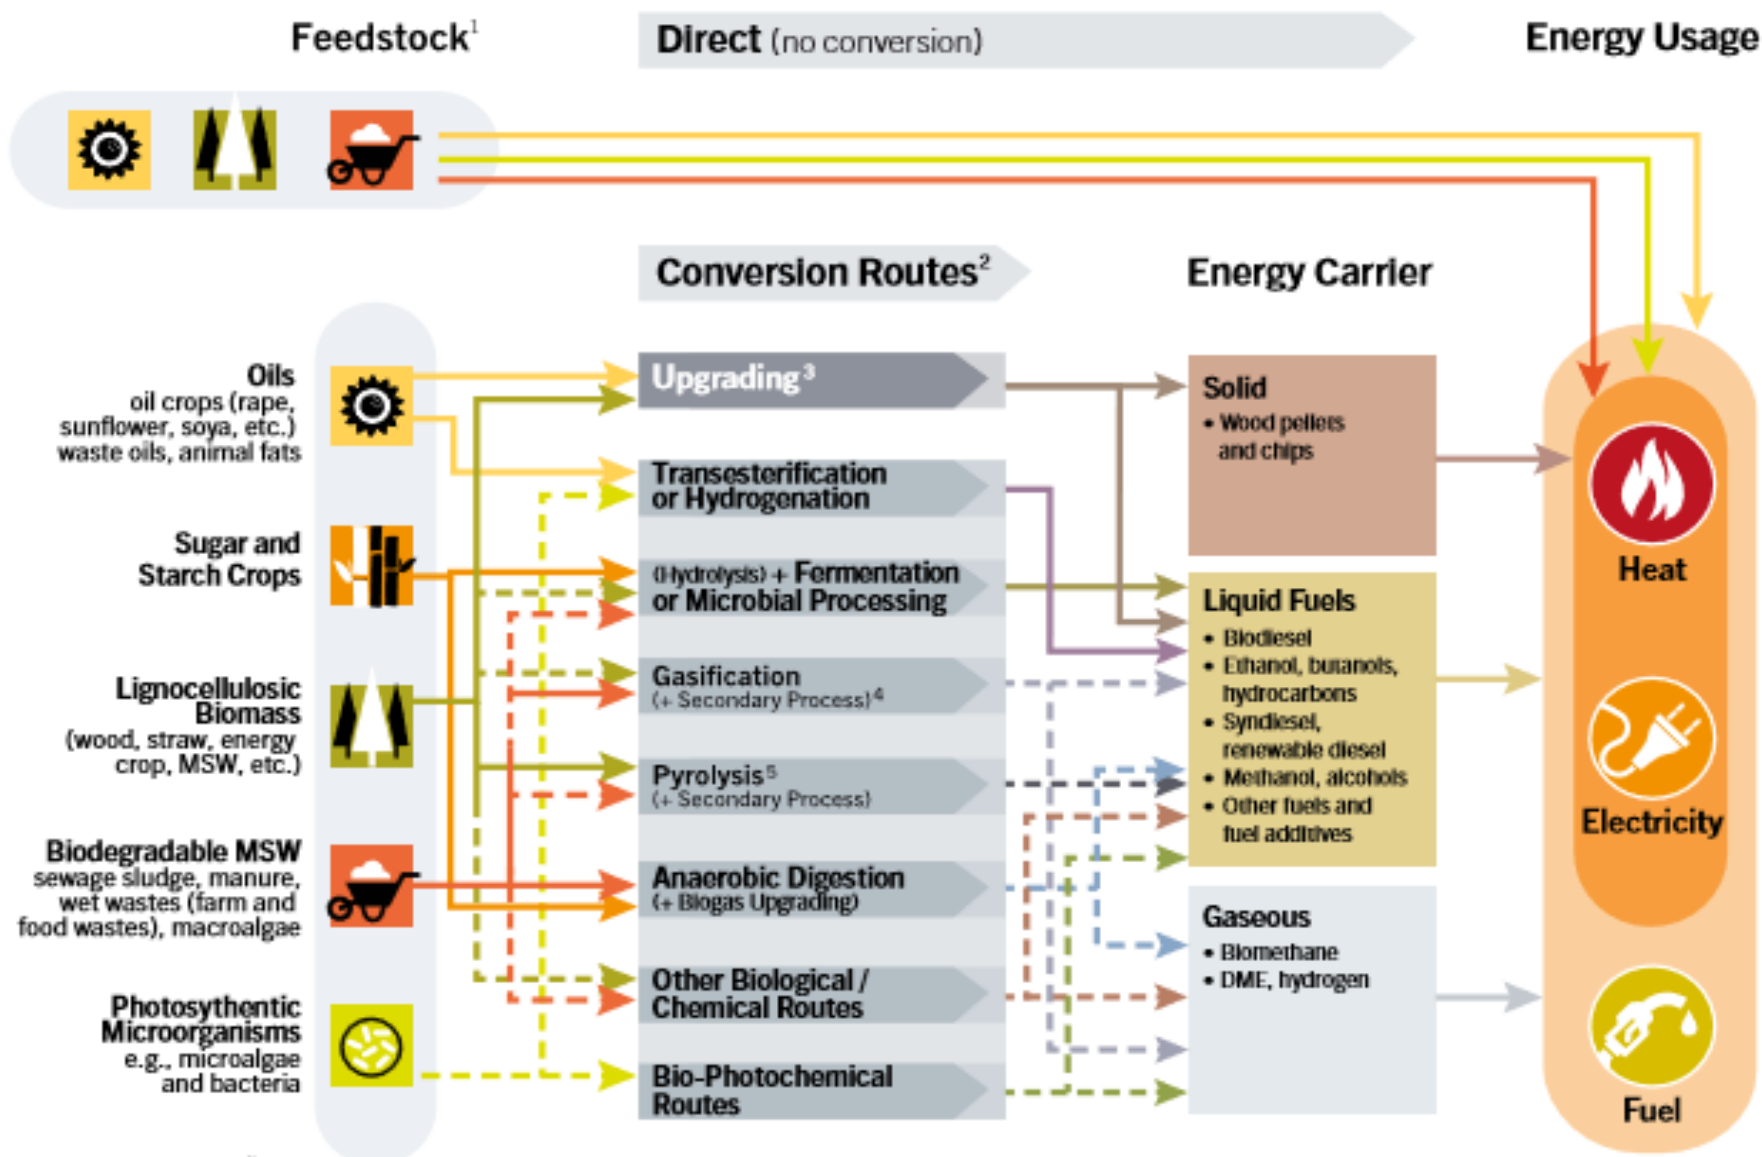 Feedstock¹
Direct (no conversion)
Energy Usage
Conversion Routes²
Energy Carrier
Oils
oil crops (rape,
sunflower, soya, etc.)
waste oils, animal fats
Sugar and
Starch Crops
Lignocellulosic
Biomass
(wood, straw, energy
crop, MSW, etc.)
Biodegradable MSW
sewage sludge, manure,
wet wastes (farm and
food wastes), macroalgae
Photosythentic
Microorganisms
e.g., microalgae
and bacteria
Upgrading³
Transesterification
or Hydrogenation
(Hydrolysis) + Fermentation
or Microbial Processing
Gasification
(+ Secondary Process)⁴
Pyrolysis⁵
(+ Secondary Process)
Anaerobic Digestion
(+ Biogas Upgrading)
Other Biological /
Chemical Routes
Bio-Photochemical
Routes
Solid
• Wood pellets
and chips
Liquid Fuels
• Biodiesel
• Ethanol, butanols,
hydrocarbons
• Syndiesel,
renewable diesel
• Methanol, alcohols
• Other fuels and
fuel additives
Gaseous
• Biomethane
• DME, hydrogen
Heat
Electricity
Fuel